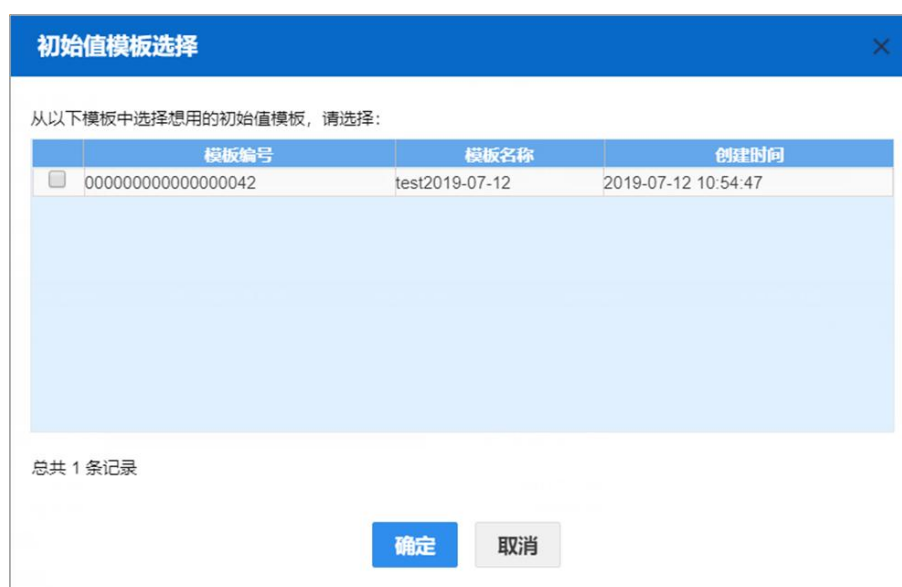 初始值模板选择
从以下模板中选择想用的初始值模板，请选择：
模板编号 模板名称 创建时间
000000000000000042 test2019-07-12 2019-07-12 10:54:47
总共 1 条记录
确定 取消